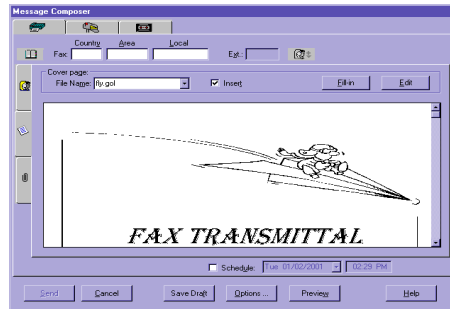 Message Composer
Country Area Local
Fax: Ext.:
Cover page:
File Name: fly.gol Insert Fill-in Edit
FAX TRANSMITTAL
Schedule: Tue 01/02/2001 02:29 PM
Send Cancel Save Draft Options ... Preview Help